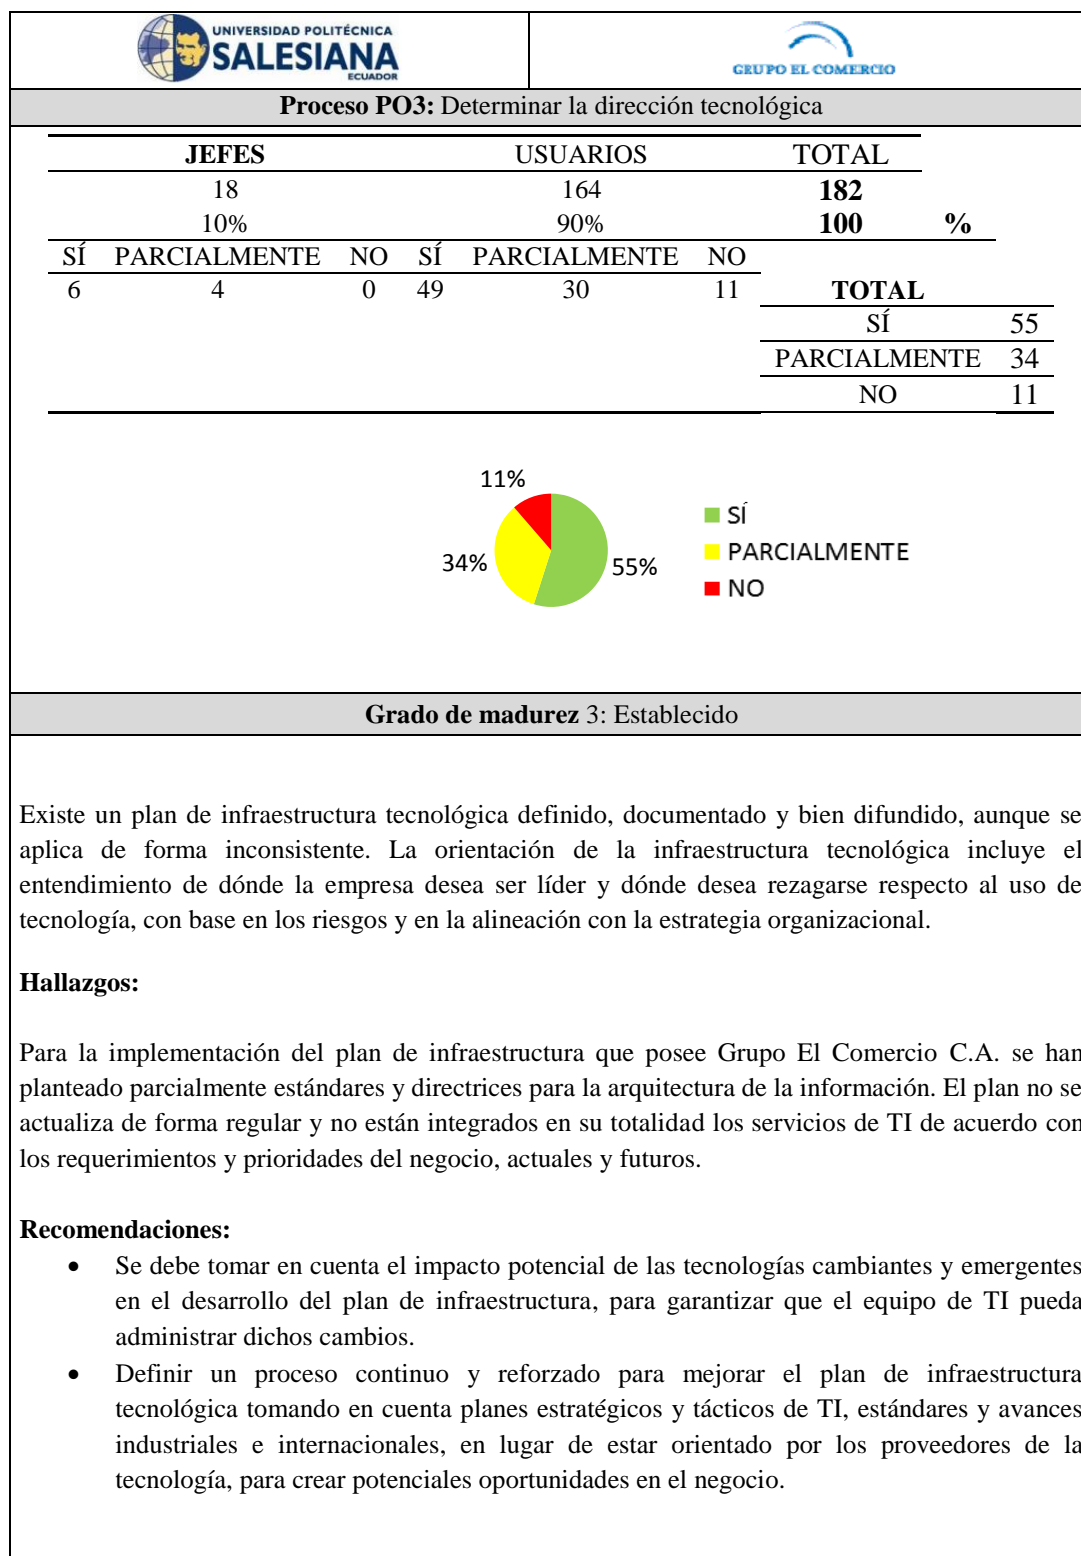 UNIVERSIDAD POLITÉCNICA
SALESIANA
ECUADOR
GRUPO EL COMERCIO
Proceso PO3: Determinar la dirección tecnológica
JEFES USUARIOS TOTAL
18 164 182
10% 90% 100 %
SÍ PARCIALMENTE NO SÍ PARCIALMENTE NO
6 4 0 49 30 11 TOTAL
SÍ 55
PARCIALMENTE 34
NO 11
11%
34%
55%
SÍ
PARCIALMENTE
NO
Grado de madurez 3: Establecido
Existe un plan de infraestructura tecnológica definido, documentado y bien difundido, aunque se
aplica de forma inconsistente. La orientación de la infraestructura tecnológica incluye el
entendimiento de dónde la empresa desea ser líder y dónde desea rezagarse respecto al uso de
tecnología, con base en los riesgos y en la alineación con la estrategia organizacional.
Hallazgos:
Para la implementación del plan de infraestructura que posee Grupo El Comercio C.A. se han
planteado parcialmente estándares y directrices para la arquitectura de la información. El plan no se
actualiza de forma regular y no están integrados en su totalidad los servicios de TI de acuerdo con
los requerimientos y prioridades del negocio, actuales y futuros.
Recomendaciones:
• Se debe tomar en cuenta el impacto potencial de las tecnologías cambiantes y emergentes
en el desarrollo del plan de infraestructura, para garantizar que el equipo de TI pueda
administrar dichos cambios.
• Definir un proceso continuo y reforzado para mejorar el plan de infraestructura
tecnológica tomando en cuenta planes estratégicos y tácticos de TI, estándares y avances
industriales e internacionales, en lugar de estar orientado por los proveedores de la
tecnología, para crear potenciales oportunidades en el negocio.